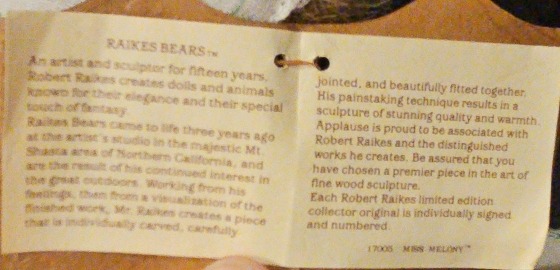 RAIKES BEARS™
An artist and sculptor for fifteen years,
Robert Raikes creates dolls and animals
known for their elegance and their special
touch of fantasy.
Raikes Bears came to life three years ago
at the artist's studio in the majestic Mt.
Shasta area of Northern California, and
are the result of his continued interest in
the great outdoors. Working from his
feelings, then from a visualization of the
finished work, Mr. Raikes creates a piece
that is individually carved, carefully
jointed, and beautifully fitted together.
His painstaking technique results in a
sculpture of stunning quality and warmth.
Applause is proud to be associated with
Robert Raikes and the distinguished
works he creates. Be assured that you
have chosen a premier piece in the art of
fine wood sculpture.
Each Robert Raikes limited edition
collector original is individually signed
and numbered.
17005 MISS MELONY™